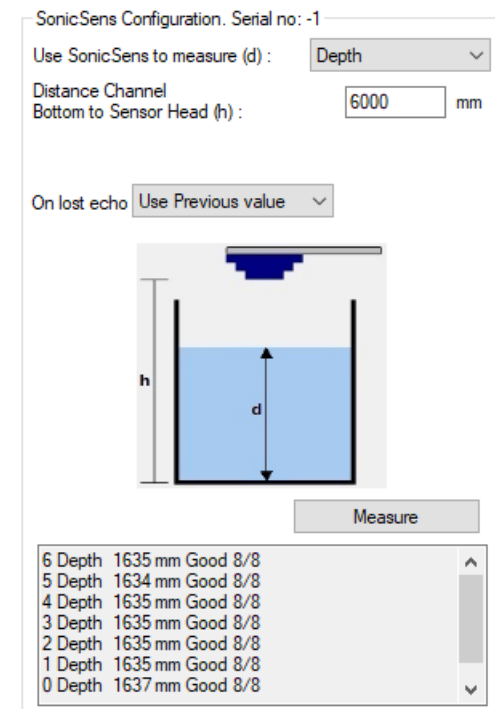 SonicSens Configuration. Serial no: -1
Use SonicSens to measure (d) : Depth
Distance Channel
Bottom to Sensor Head (h) : 6000 mm
On lost echo Use Previous value
h
d
Measure
6 Depth 1635 mm Good 8/8
5 Depth 1634 mm Good 8/8
4 Depth 1635 mm Good 8/8
3 Depth 1635 mm Good 8/8
2 Depth 1635 mm Good 8/8
1 Depth 1635 mm Good 8/8
0 Depth 1637 mm Good 8/8